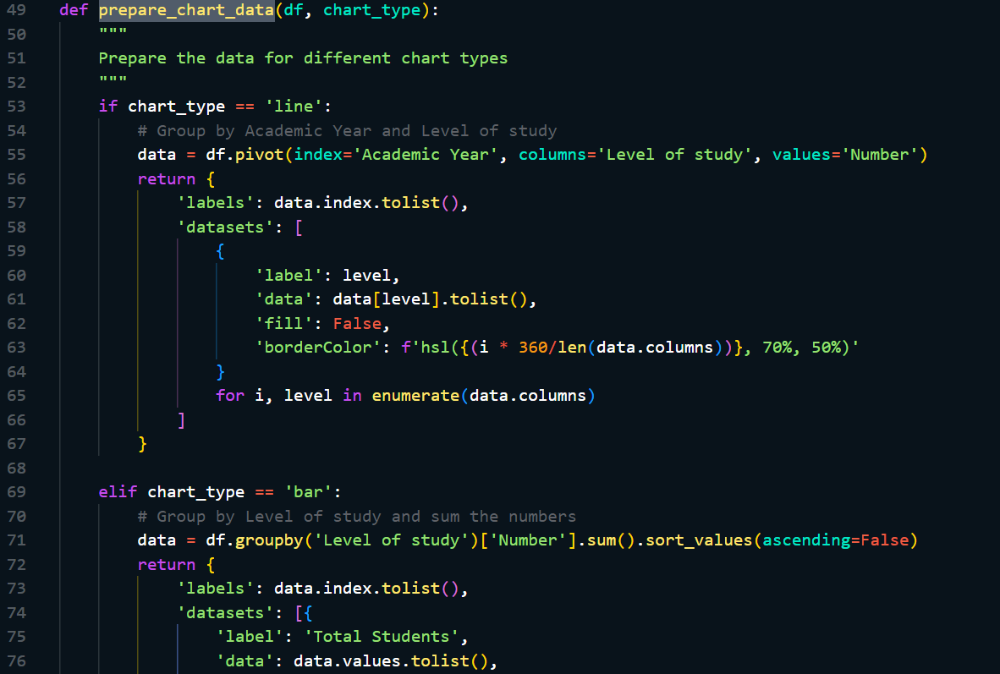 49 def prepare_chart_data(df, chart_type):
50     """
51     Prepare the data for different chart types
52     """
53     if chart_type == 'line':
54         # Group by Academic Year and Level of study
55         data = df.pivot(index='Academic Year', columns='Level of study', values='Number')
56         return {
57             'labels': data.index.tolist(),
58             'datasets': [
59                 {
60                     'label': level,
61                     'data': data[level].tolist(),
62                     'fill': False,
63                     'borderColor': f'hsl({(i * 360/len(data.columns))}, 70%, 50%)'
64                 }
65                 for i, level in enumerate(data.columns)
66             ]
67         }
68
69     elif chart_type == 'bar':
70         # Group by Level of study and sum the numbers
71         data = df.groupby('Level of study')['Number'].sum().sort_values(ascending=False)
72         return {
73             'labels': data.index.tolist(),
74             'datasets': [{
75                 'label': 'Total Students',
76                 'data': data.values.tolist(),